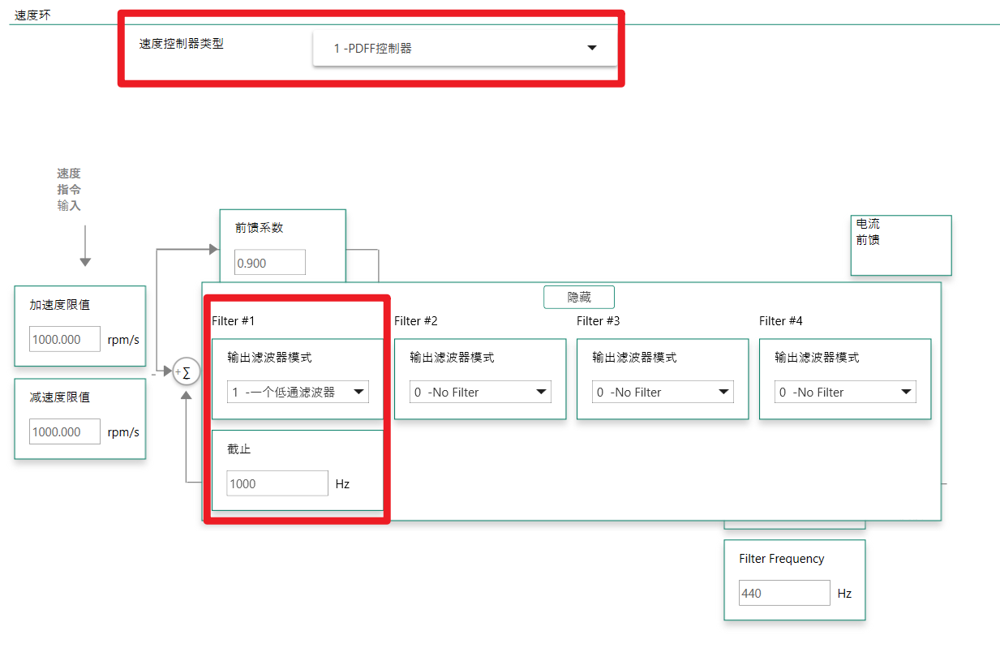 速度环
速度控制器类型
1 -PDFF控制器
速度
指令
输入
前馈系数
0.900
电流
前馈
加速度限值
1000.000 rpm/s
减速度限值
1000.000 rpm/s
- + ∑
隐藏
Filter #1 Filter #2 Filter #3 Filter #4
输出滤波器模式 输出滤波器模式 输出滤波器模式 输出滤波器模式
1 -一个低通滤波器 0 -No Filter 0 -No Filter 0 -No Filter
截止
1000 Hz
Filter Frequency
440 Hz